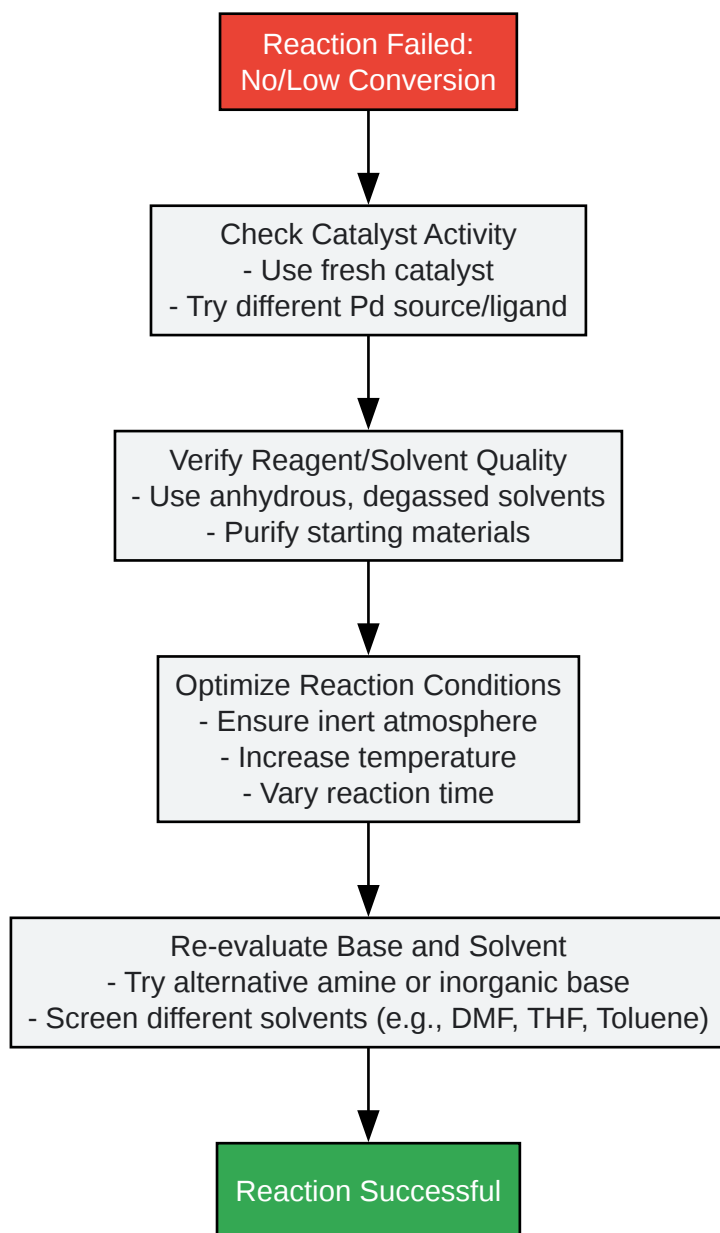 Reaction Failed:
No/Low Conversion
Check Catalyst Activity
- Use fresh catalyst
- Try different Pd source/ligand
Verify Reagent/Solvent Quality
- Use anhydrous, degassed solvents
- Purify starting materials
Optimize Reaction Conditions
- Ensure inert atmosphere
- Increase temperature
- Vary reaction time
Re-evaluate Base and Solvent
- Try alternative amine or inorganic base
- Screen different solvents (e.g., DMF, THF, Toluene)
Reaction Successful